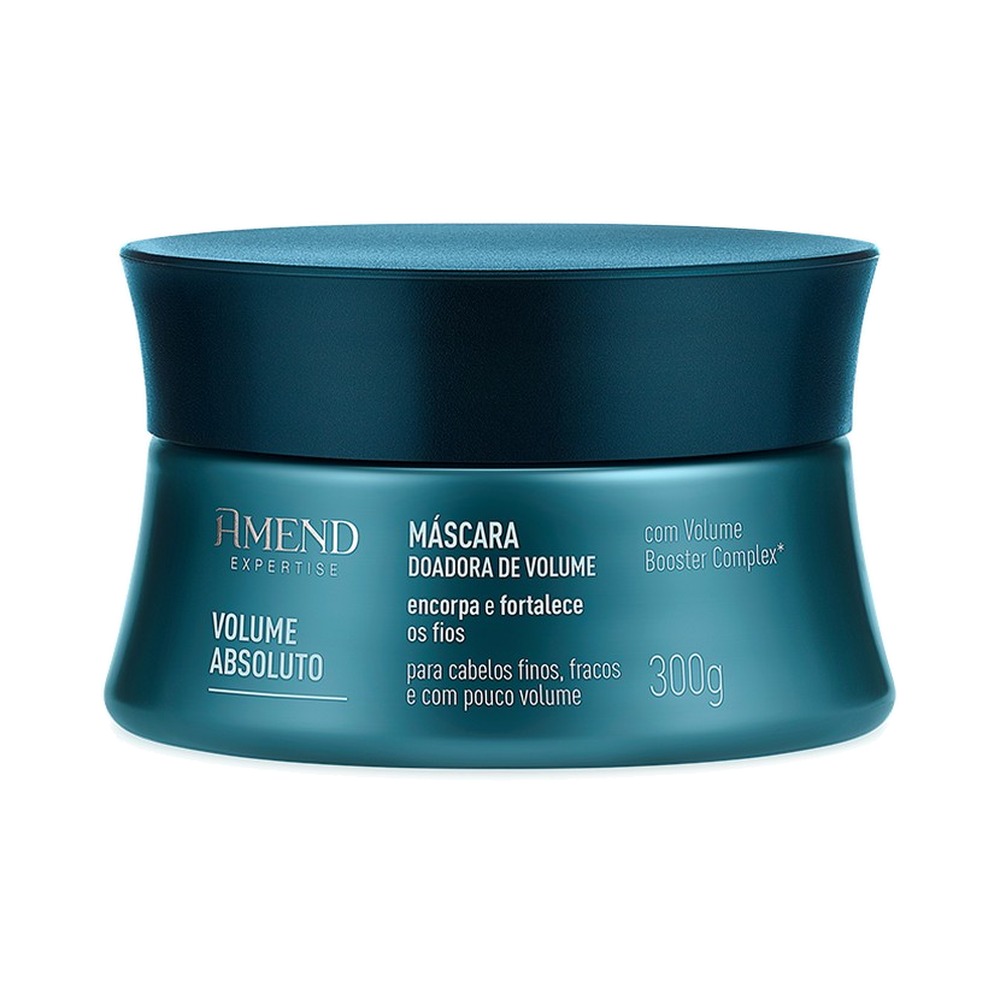 AMEND
EXPERTISE
VOLUME
ABSOLUTO
MÁSCARA
DOADORA DE VOLUME
encorpa e fortalece
os fios
para cabelos finos, fracos
e com pouco volume
com Volume
Booster Complex*
300g